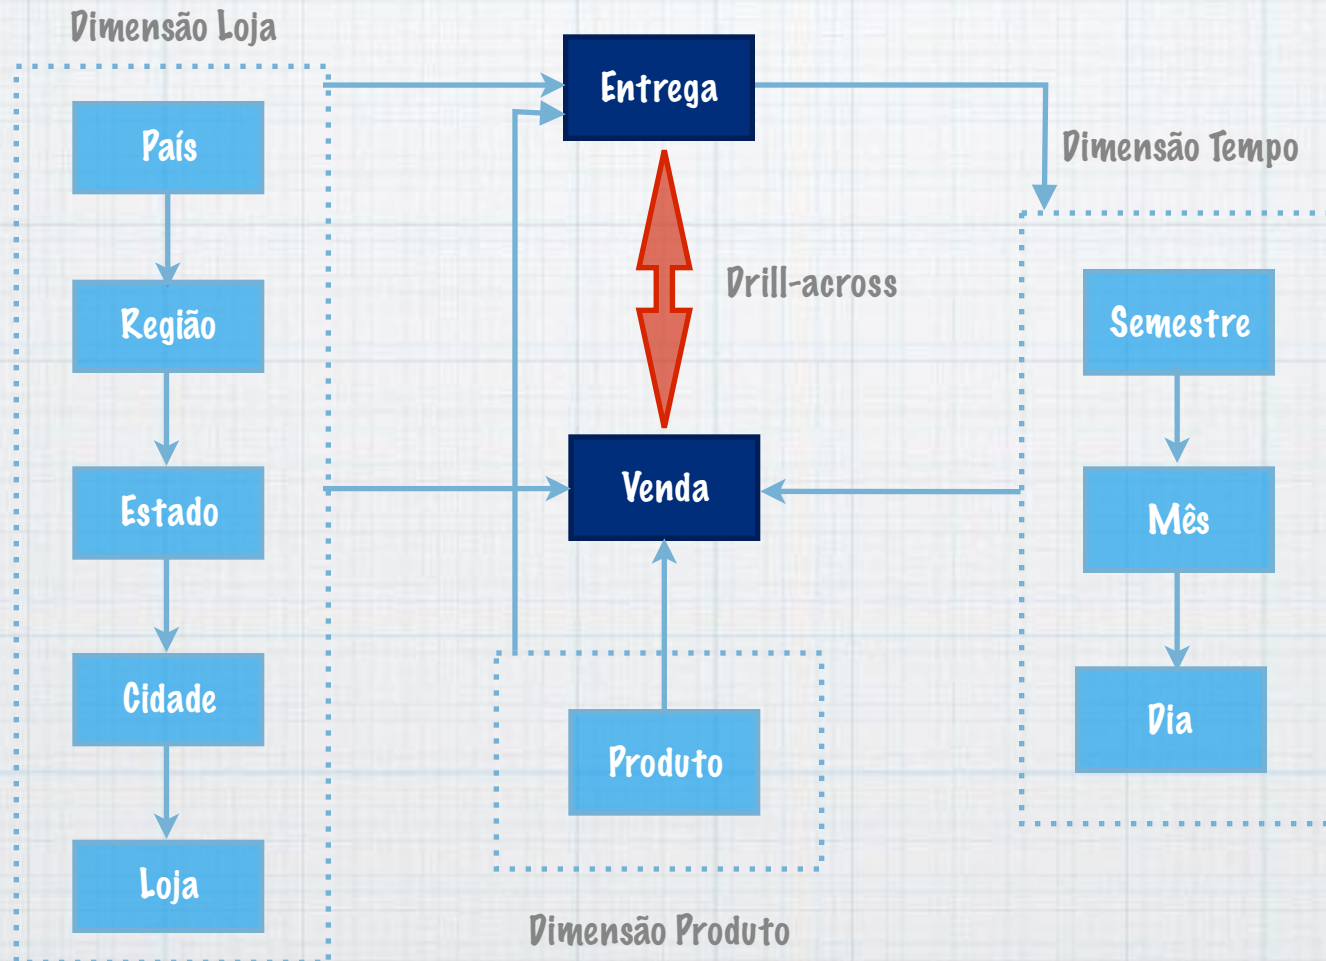 Dimensão Loja
País
Região
Estado
Cidade
Loja
Entrega
Drill-across
Venda
Produto
Dimensão Produto
Dimensão Tempo
Semestre
Mês
Dia